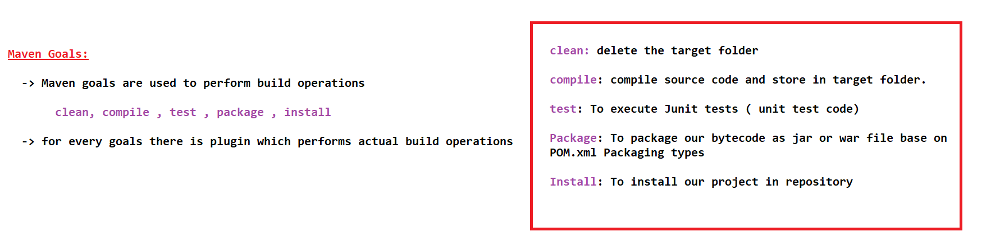 Maven Goals:
-> Maven goals are used to perform build operations
clean, compile , test , package , install
-> for every goals there is plugin which performs actual build operations
clean: delete the target folder
compile: compile source code and store in target folder.
test: To execute Junit tests ( unit test code)
Package: To package our bytecode as jar or war file base on
POM.xml Packaging types
Install: To install our project in repository